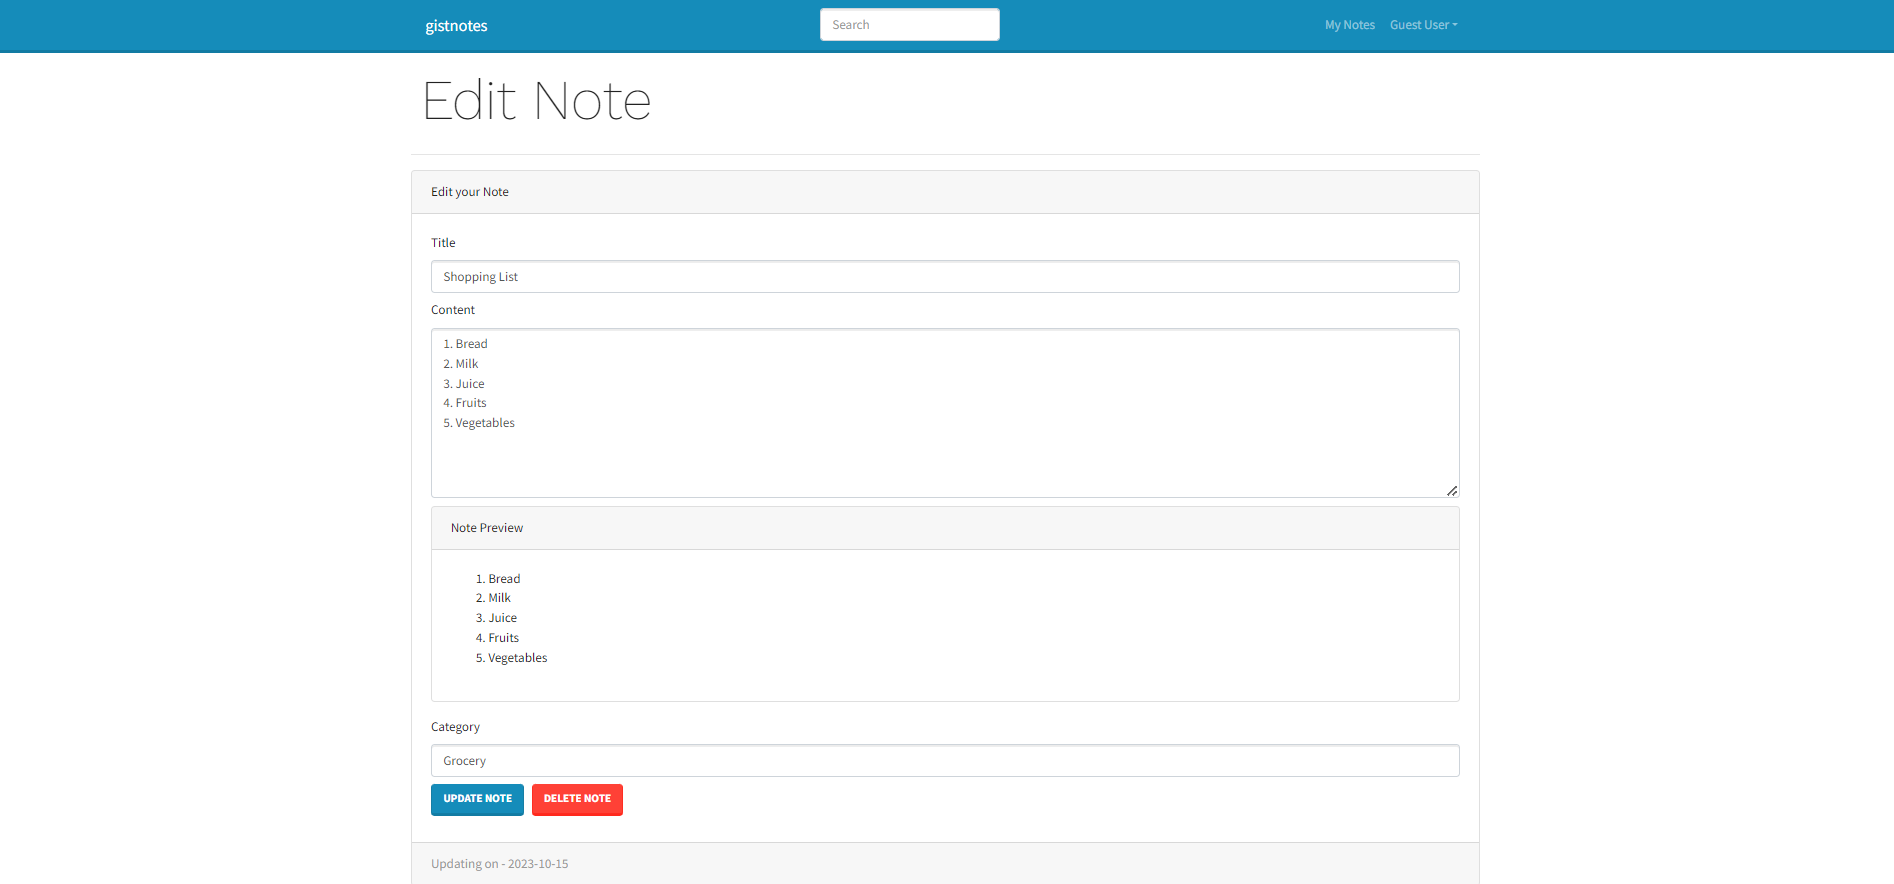 gistnotes
Search
My Notes
Guest User
Edit Note
Edit your Note
Title
Shopping List
Content
1. Bread
2. Milk
3. Juice
4. Fruits
5. Vegetables
Note Preview
1. Bread
2. Milk
3. Juice
4. Fruits
5. Vegetables
Category
Grocery
UPDATE NOTE
DELETE NOTE
Updating on - 2023-10-15